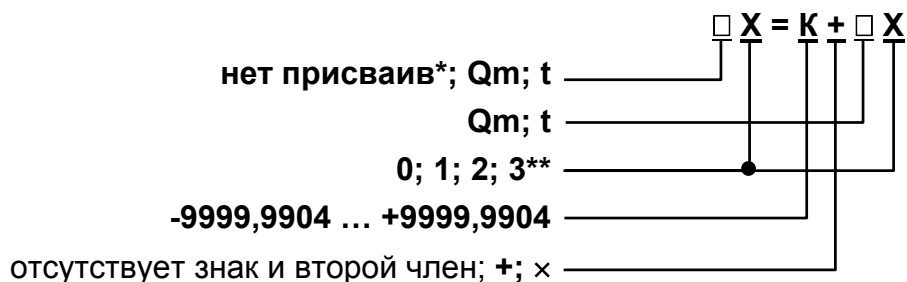 □ X = К + □ X
нет присваив*; Qm; t
Qm; t
0; 1; 2; 3**
-9999,9904 … +9999,9904
отсутствует знак и второй член; +; ×